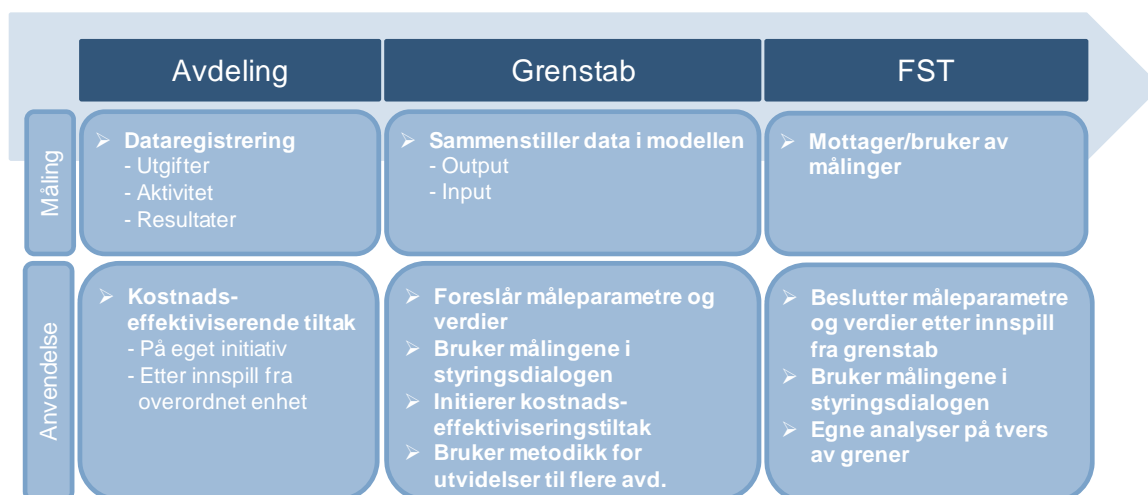 Avdeling
Grenstab
FST
Måling
➢ Dataregistrering
- Utgifter
- Aktivitet
- Resultater
➢ Sammenstiller data i modellen
- Output
- Input
➢ Mottager/bruker av
målinger
Anvendelse
➢ Kostnads-
effektiviserende tiltak
- På eget initiativ
- Etter innspill fra
overordnet enhet
➢ Foreslår måleparametre og
verdier
➢ Bruker målingene i
styringsdialogen
➢ Initierer kostnads-
effektiviseringstiltak
➢ Bruker metodikk for
utvidelser til flere avd.
➢ Beslutter måleparametre
og verdier etter innspill
fra grenstab
➢ Bruker målingene i
styringsdialogen
➢ Egne analyser på tvers
av grener